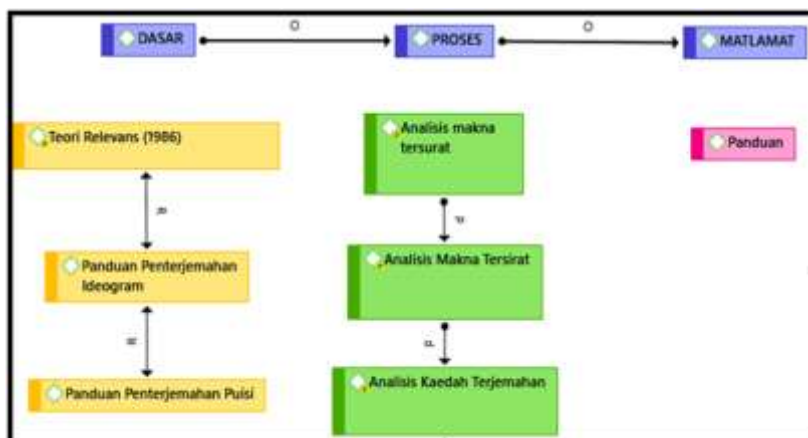 DASAR
O
PROSES
O
MATLAMAT
Teori Relevans (1986)
Analisis makna
tersurat
Panduan
R
P
Panduan Penterjemahan
Ideogram
Analisis Makna Tersirat
R
P
Panduan Penterjemahan Puisi
Analisis Kaedah Terjemahan